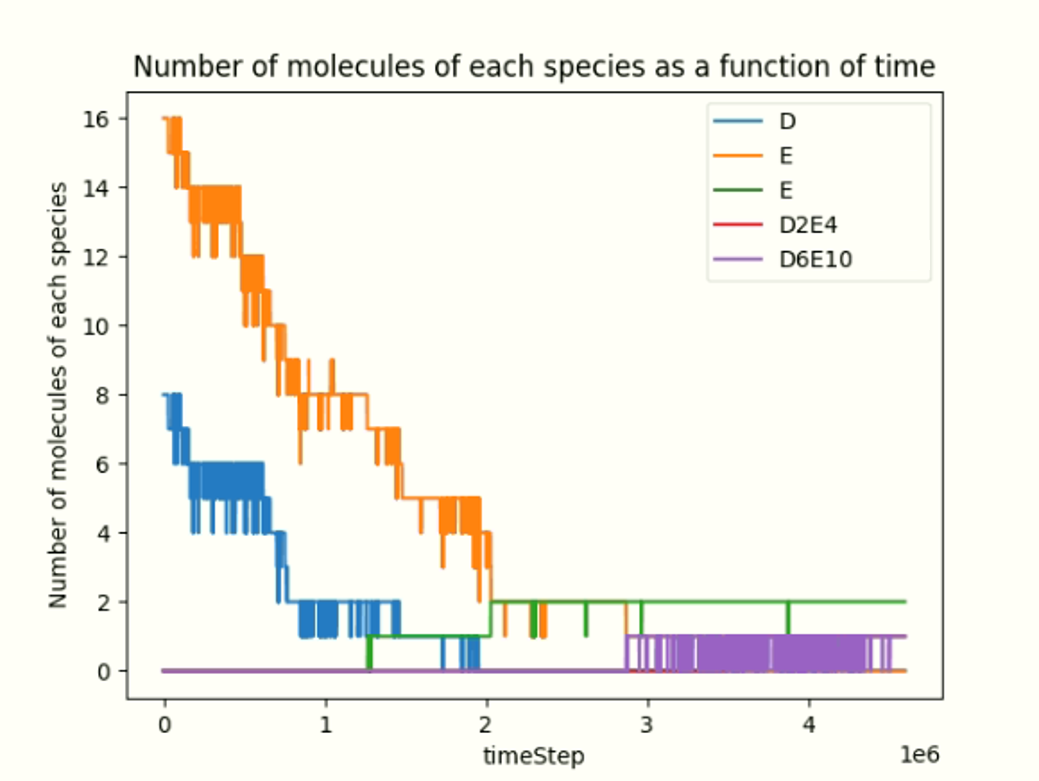 Number of molecules of each species as a function of time
Number of molecules of each species
16
14
12
10
8
6
4
2
0
D
E
E
D2E4
D6E10
0 1 2 3 4
1e6
timeStep